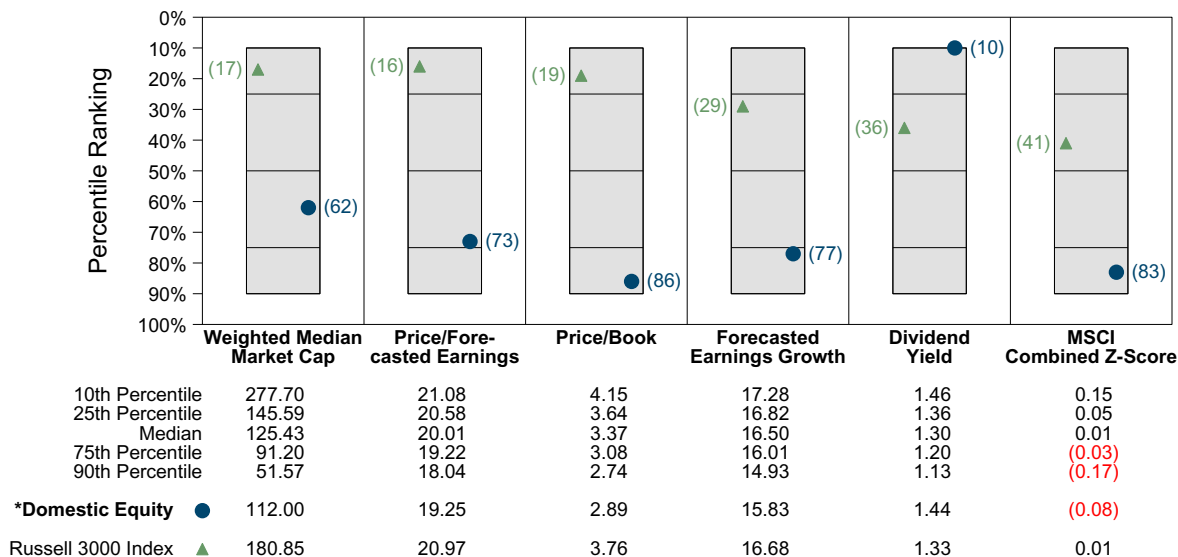 Percentile Ranking
0%
10%
20%
30%
40%
50%
60%
70%
80%
90%
100%
(17)
(62)
(16)
(73)
(19)
(86)
(29)
(77)
(10)
(36)
(41)
(83)
Weighted Median
Market Cap
Price/Fore-
casted Earnings
Price/Book
Forecasted
Earnings Growth
Dividend
Yield
MSCI
Combined Z-Score
10th Percentile 277.70 21.08 4.15 17.28 1.46 0.15
25th Percentile 145.59 20.58 3.64 16.82 1.36 0.05
Median 125.43 20.01 3.37 16.50 1.30 0.01
75th Percentile 91.20 19.22 3.08 16.01 1.20 (0.03)
90th Percentile 51.57 18.04 2.74 14.93 1.13 (0.17)
*Domestic Equity 112.00 19.25 2.89 15.83 1.44 (0.08)
Russell 3000 Index 180.85 20.97 3.76 16.68 1.33 0.01